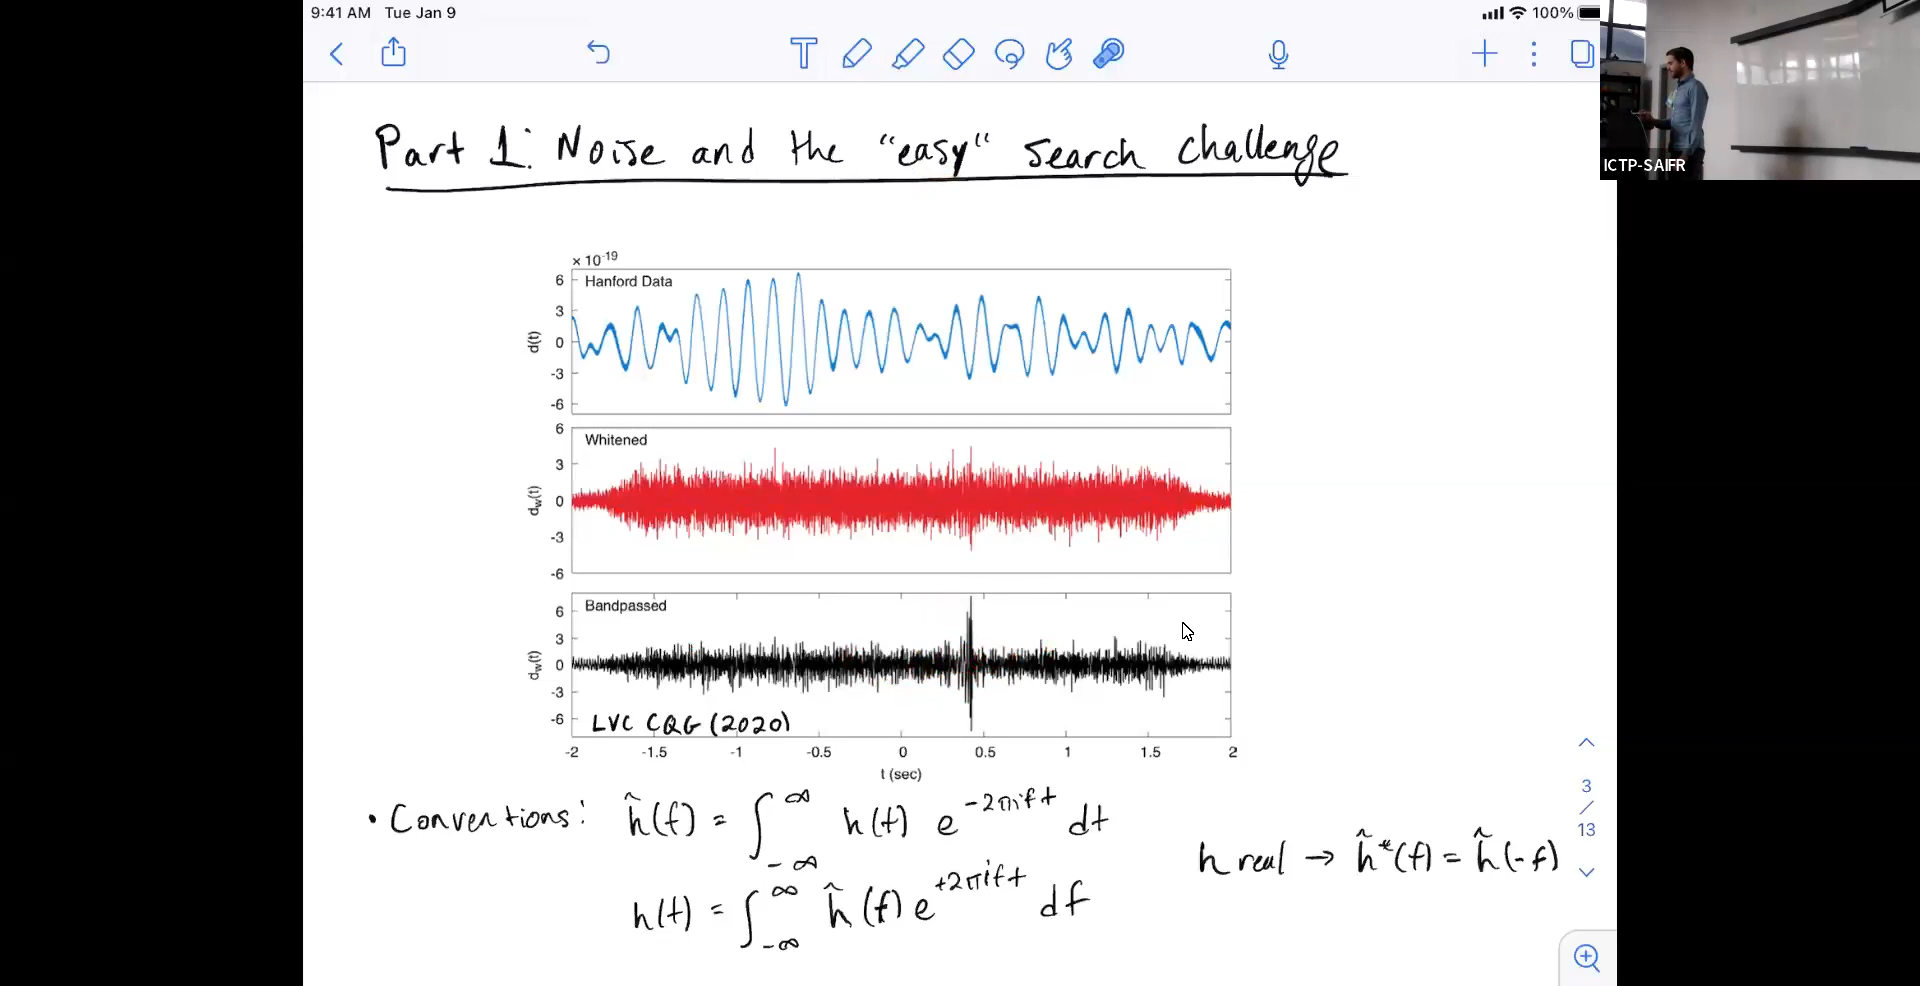 9:41 AM Tue Jan 9
100%
ICTP-SAIFR
Part 1: Noise and the "easy" search challenge
× 10⁻¹⁹
Hanford Data
6
3
0
-3
-6
d(t)
Whitened
6
3
0
-3
-6
d_w(t)
Bandpassed
6
3
0
-3
-6
d_w(t)
LVC CQG (2020)
-2 -1.5 -1 -0.5 0 0.5 1 1.5 2
t (sec)
• Conventions: h̃(f) = ∫_{-∞}^{∞} h(t) e^{-2πift} dt
h real → h̃*(f) = h̃(-f)
h(t) = ∫_{-∞}^{∞} h̃(f) e^{+2πift} df
3
/
13